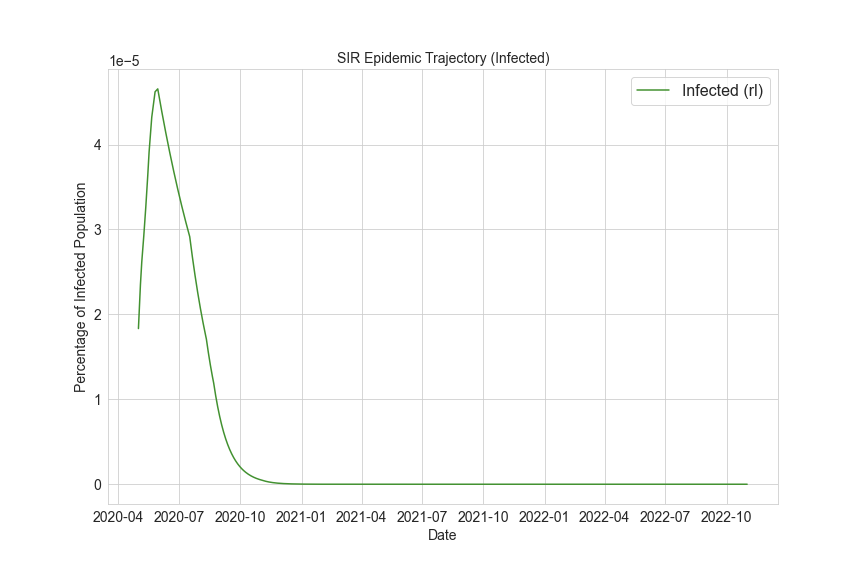 SIR Epidemic Trajectory (Infected)
1e−5
Infected (rI)
4
3
2
1
0
Percentage of Infected Population
2020-04 2020-07 2020-10 2021-01 2021-04 2021-07 2021-10 2022-01 2022-04 2022-07 2022-10
Date